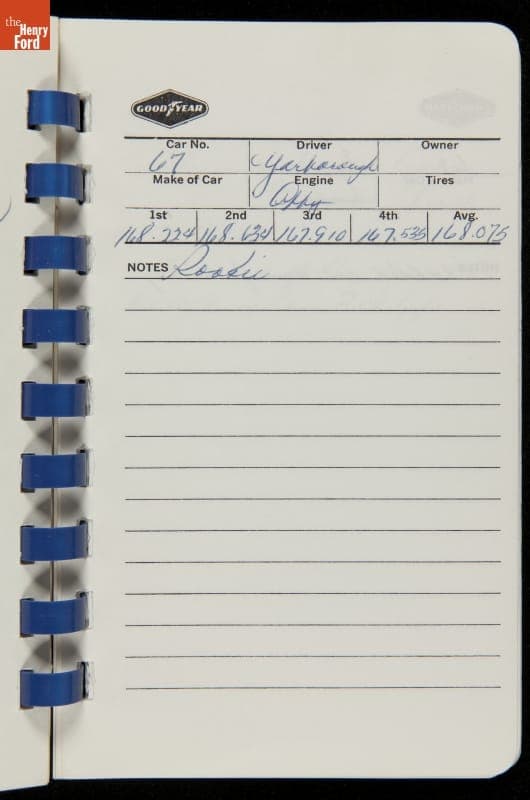 the
Henry
Ford
GOODYEAR
Car No. Driver Owner
67 Yarborough
Make of Car Engine Tires
Offy
1st 2nd 3rd 4th Avg.
168.224 168.634 167.910 167.535 168.075
NOTES Rookie